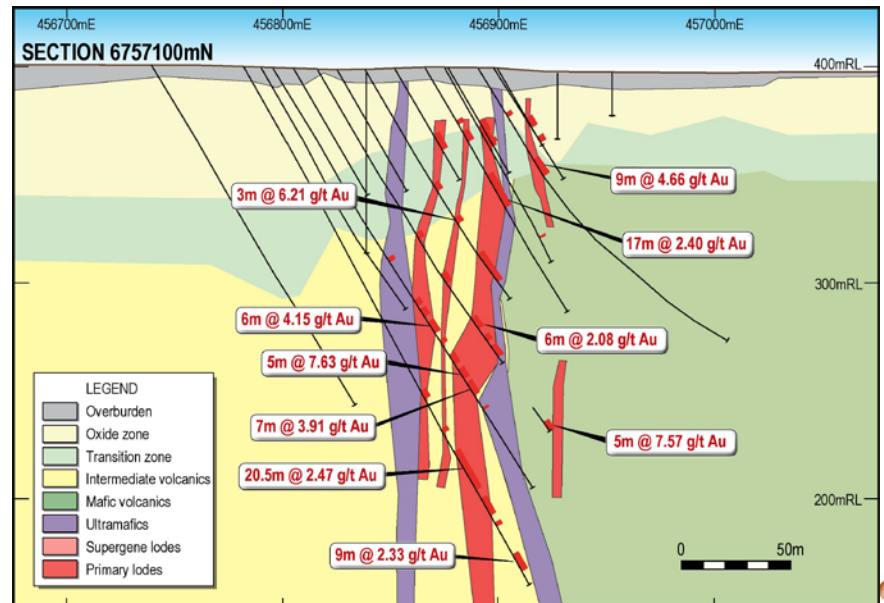 456700mE
456800mE
456900mE
457000mE
SECTION 6757100mN
400mRL
3m @ 6.21 g/t Au
9m @ 4.66 g/t Au
17m @ 2.40 g/t Au
300mRL
6m @ 4.15 g/t Au
6m @ 2.08 g/t Au
5m @ 7.63 g/t Au
7m @ 3.91 g/t Au
5m @ 7.57 g/t Au
20.5m @ 2.47 g/t Au
200mRL
9m @ 2.33 g/t Au
0
50m
LEGEND
Overburden
Oxide zone
Transition zone
Intermediate volcanics
Mafic volcanics
Ultramafics
Supergene lodes
Primary lodes